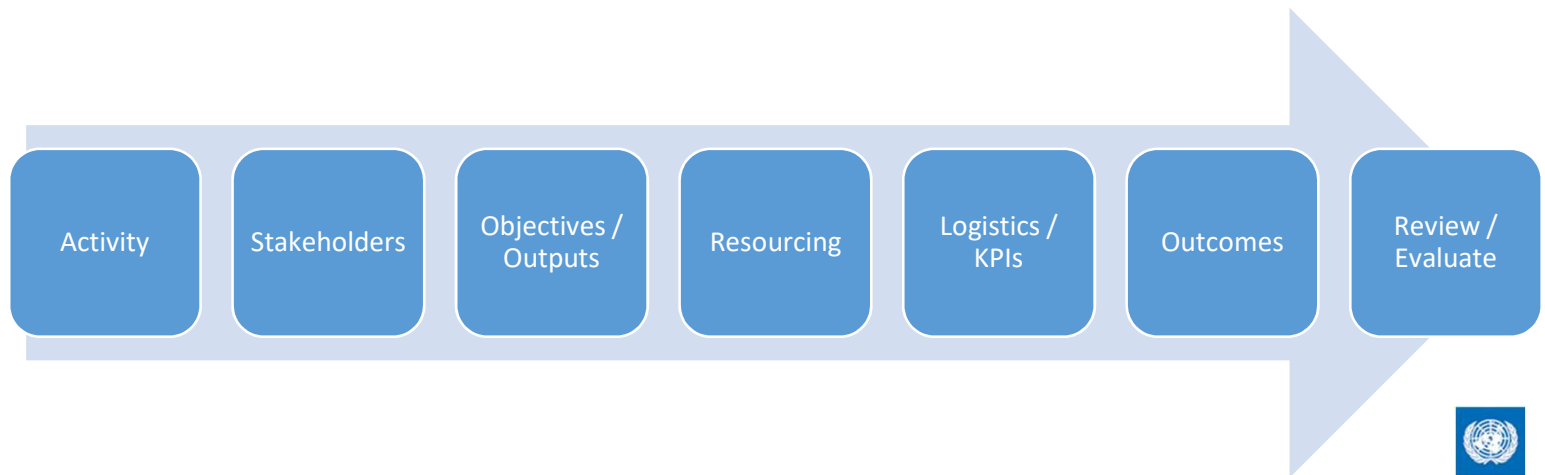 Activity
Stakeholders
Objectives /
Outputs
Resourcing
Logistics /
KPIs
Outcomes
Review /
Evaluate